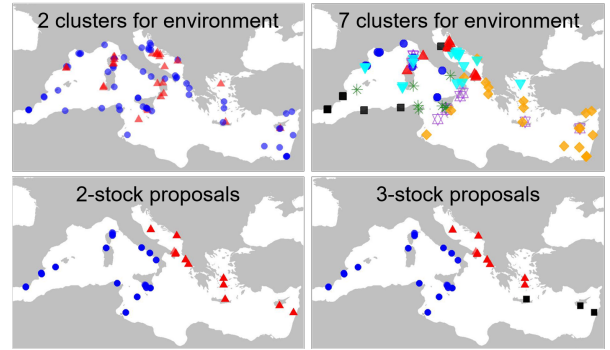 2 clusters for environment
7 clusters for environment
2-stock proposals
3-stock proposals